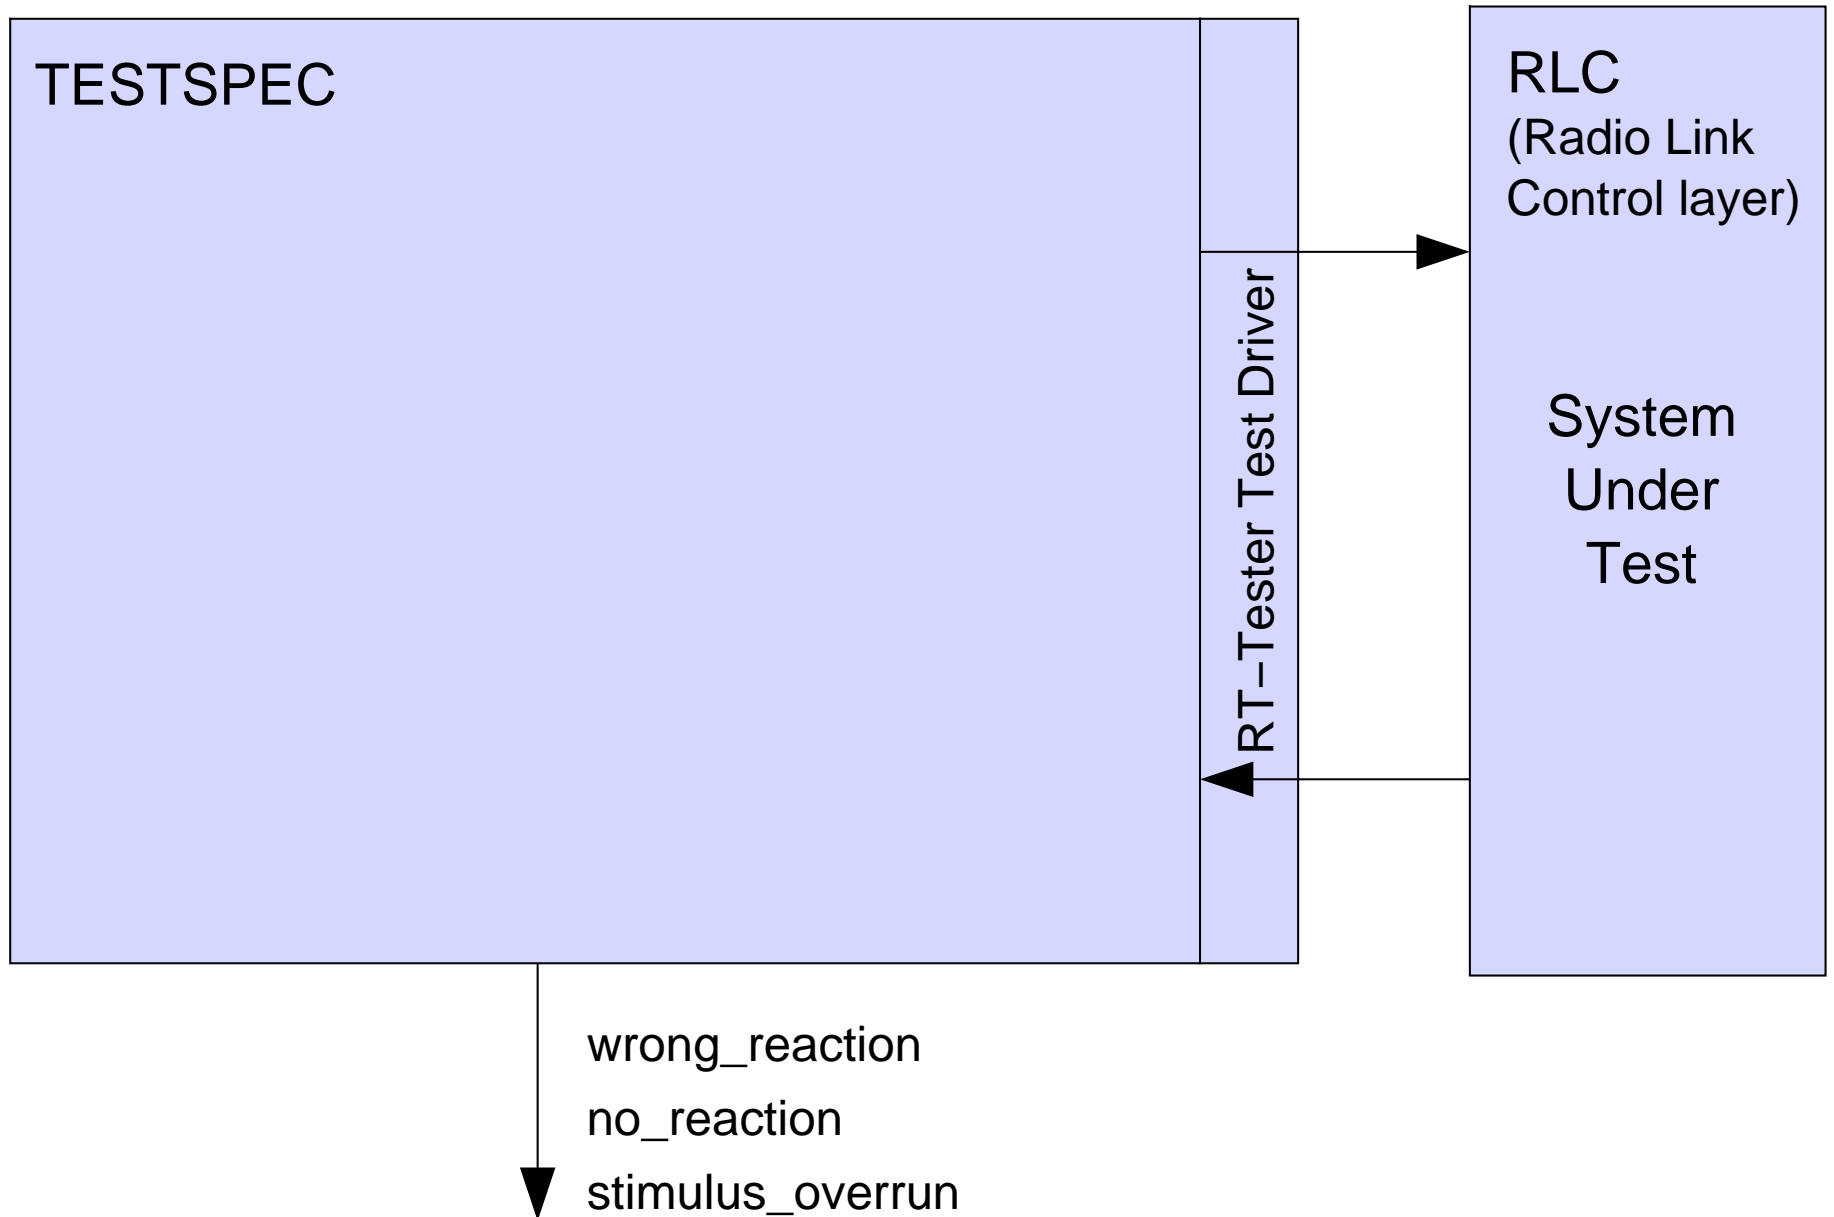 TESTSPEC
RLC
(Radio Link
Control layer)
RT–Tester Test Driver
System
Under
Test
wrong_reaction
no_reaction
stimulus_overrun